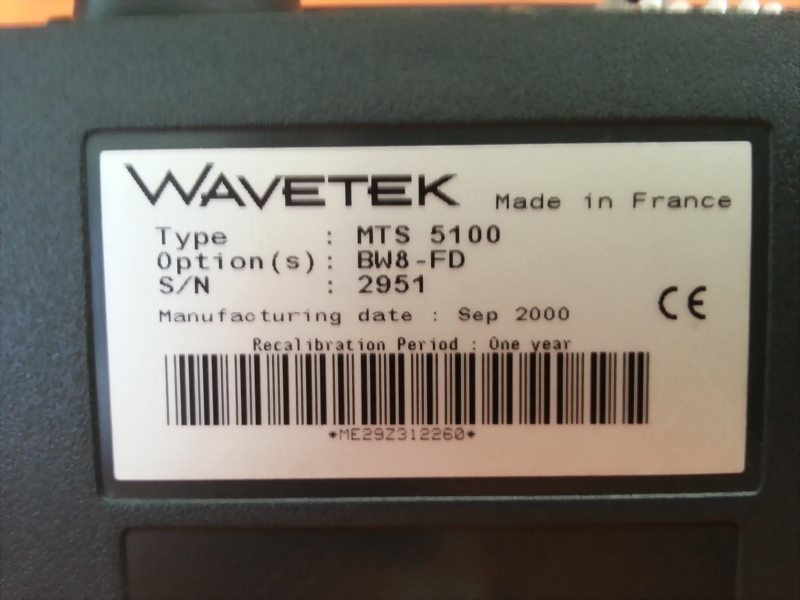 WAVETEK Made in France
Type : MTS 5100
Option(s) : BW8-FD
S/N : 2951
Manufacturing date : Sep 2000
CE
Recalibration Period : One year
*ME29Z312260*